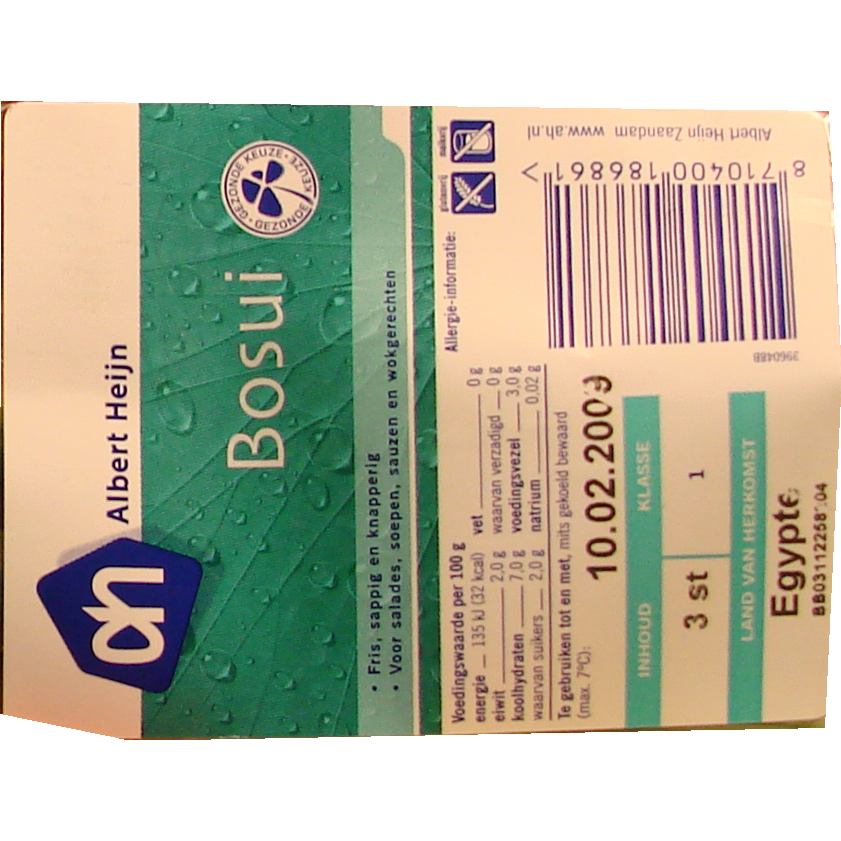 Albert Heijn
Bosui
GEZONDE KEUZE • GEZONDE KEUZE
• Fris, sappig en knapperig
• Voor salades, soepen, sauzen en wokgerechten
Voedingswaarde per 100 g
energie 135 kJ (32 kcal)
eiwit 2,0 g
koolhydraten 7,0 g
waarvan suikers 2,0 g
vet 0 g
waarvan verzadigd 0 g
voedingsvezel 3,0 g
natrium 0,02 g
Allergie-informatie:
glutenvrij
melkvrij
Te gebruiken tot en met, mits gekoeld bewaard
(max. 7°C):
10.02.2009
INHOUD KLASSE
3 st 1
LAND VAN HERKOMST
Egypte
396048B
8 710400 186861 >
Albert Heijn Zaandam www.ah.nl